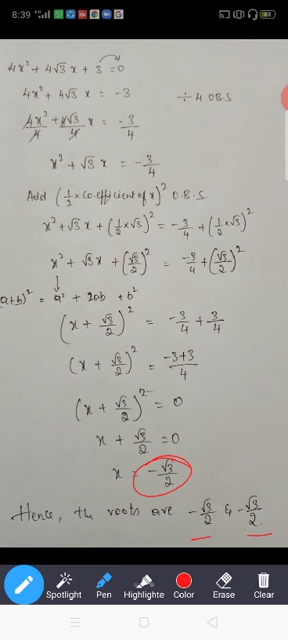 8:39
4x² + 4√3 x + 3 = 0
4x² + 4√3 x = -3 ÷ 4 O.B.S.
4x²/4 + 4√3/4 x = -3/4
x² + √3 x = -3/4
Add (1/2 × co-efficient of x)² O.B.S.
x² + √3 x + (1/2 × √3)² = -3/4 + (1/2 × √3)²
x² + √3 x + (√3/2)² = -3/4 + (√3/2)²
(a+b)² = a² + 2ab + b²
(x + √3/2)² = -3/4 + 3/4
(x + √3/2)² = -3+3/4
(x + √3/2)² = 0
x + √3/2 = 0
x = -√3/2
Hence, the roots are -√3/2 & -√3/2.
Spotlight Pen Highlighte Color Erase Clear